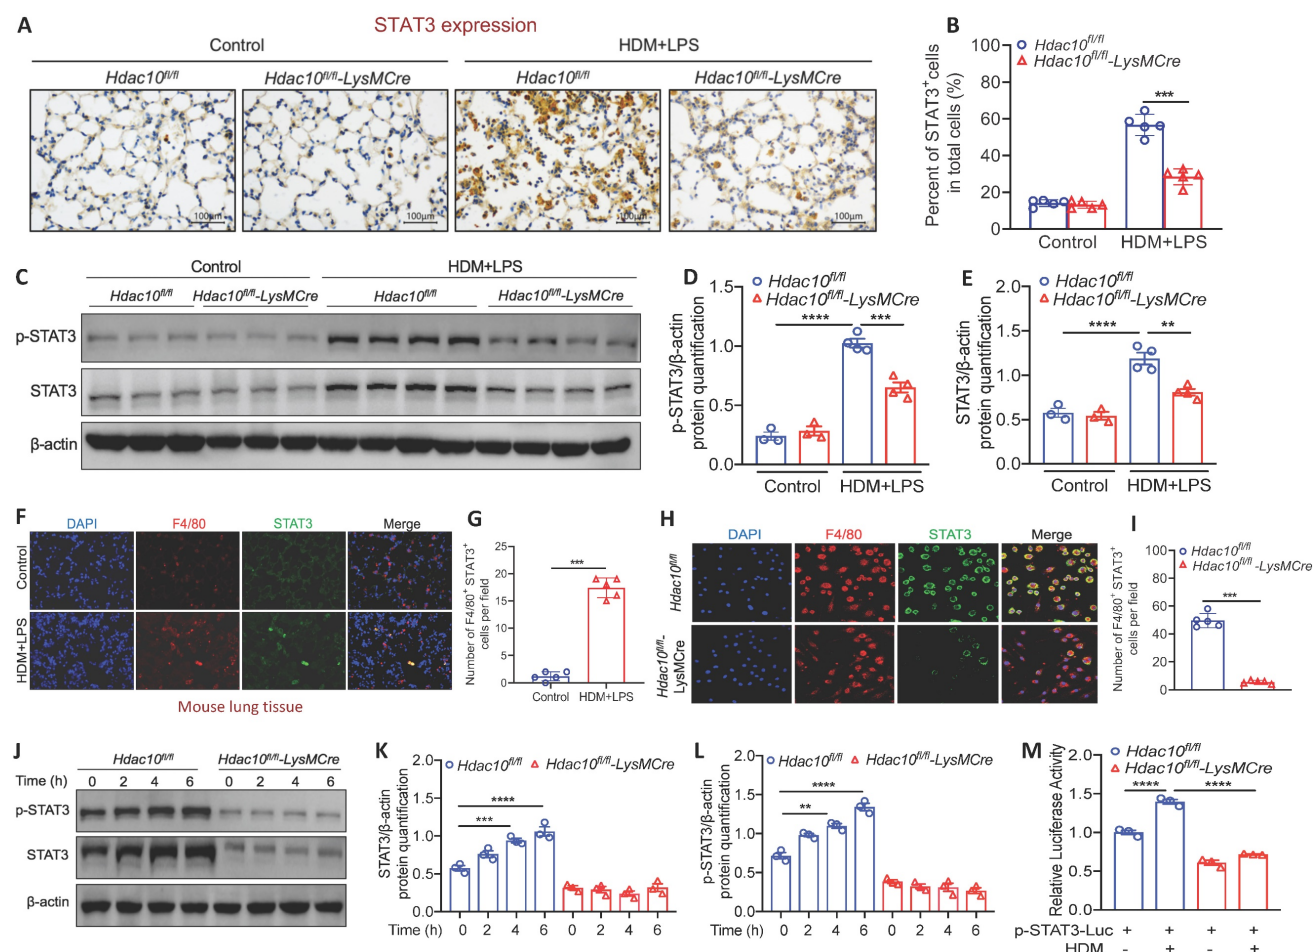 A
STAT3 expression
Control HDM+LPS
Hdac10fl/fl Hdac10fl/fl-LysMCre Hdac10fl/fl Hdac10fl/fl-LysMCre
100μm 100μm 100μm 100μm
B
Hdac10fl/fl
Hdac10fl/fl-LysMCre
Percent of STAT3+cells
in total cells (%)
100
80
60
40
20
0
***
Control HDM+LPS
C
Control HDM+LPS
Hdac10fl/fl Hdac10fl/fl-LysMCre Hdac10fl/fl Hdac10fl/fl-LysMCre
p-STAT3
STAT3
β-actin
D
Hdac10fl/fl
Hdac10fl/fl-LysMCre
p-STAT3/β-actin
protein quantification
1.5
1.0
0.5
0.0
**** ***
Control HDM+LPS
E
Hdac10fl/fl
Hdac10fl/fl-LysMCre
STAT3/β-actin
protein quantification
2.0
1.5
1.0
0.5
0.0
**** **
Control HDM+LPS
F
DAPI F4/80 STAT3 Merge
Control
HDM+LPS
Mouse lung tissue
G
Number of F4/80+ STAT3+
cells per field
25
20
15
10
5
0
***
Control HDM+LPS
H
DAPI F4/80 STAT3 Merge
Hdac10fl/fl
Hdac10fl/fl-
LysMCre
I
Hdac10fl/fl
Hdac10fl/fl -LysMCre
Number of F4/80+ STAT3+
cells per field
100
80
60
40
20
0
***
J
Hdac10fl/fl Hdac10fl/fl-LysMCre
Time (h) 0 2 4 6 0 2 4 6
p-STAT3
STAT3
β-actin
K
Hdac10fl/fl Hdac10fl/fl-LysMCre
STAT3/β-actin
protein quantification
2.0
1.5
1.0
0.5
0.0
****
***
Time (h) 0 2 4 6 0 2 4 6
L
Hdac10fl/fl Hdac10fl/fl-LysMCre
p-STAT3/β-actin
protein quantification
2.0
1.5
1.0
0.5
0.0
****
**
Time (h) 0 2 4 6 0 2 4 6
M
Hdac10fl/fl
Hdac10fl/fl-LysMCre
Relative Luciferase Activity
2.0
1.5
1.0
0.5
0.0
**** ****
p-STAT3-Luc + + + +
HDM - + - +